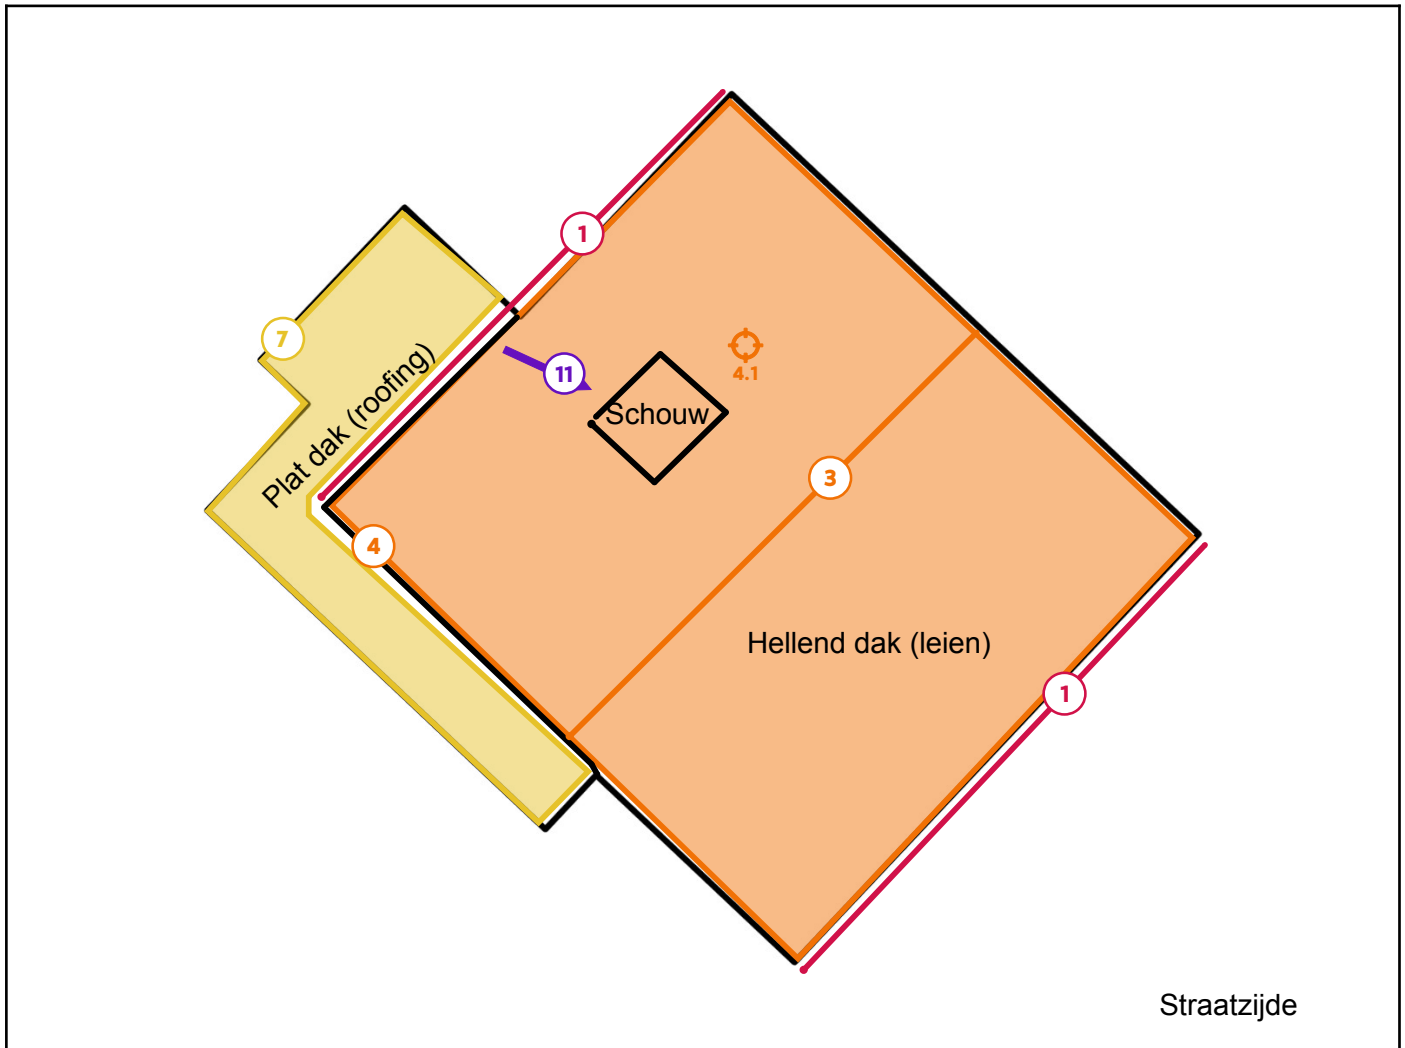 1
7
Plat dak (roofing)
11
4.1
Schouw
3
4
Hellend dak (leien)
1
Straatzijde